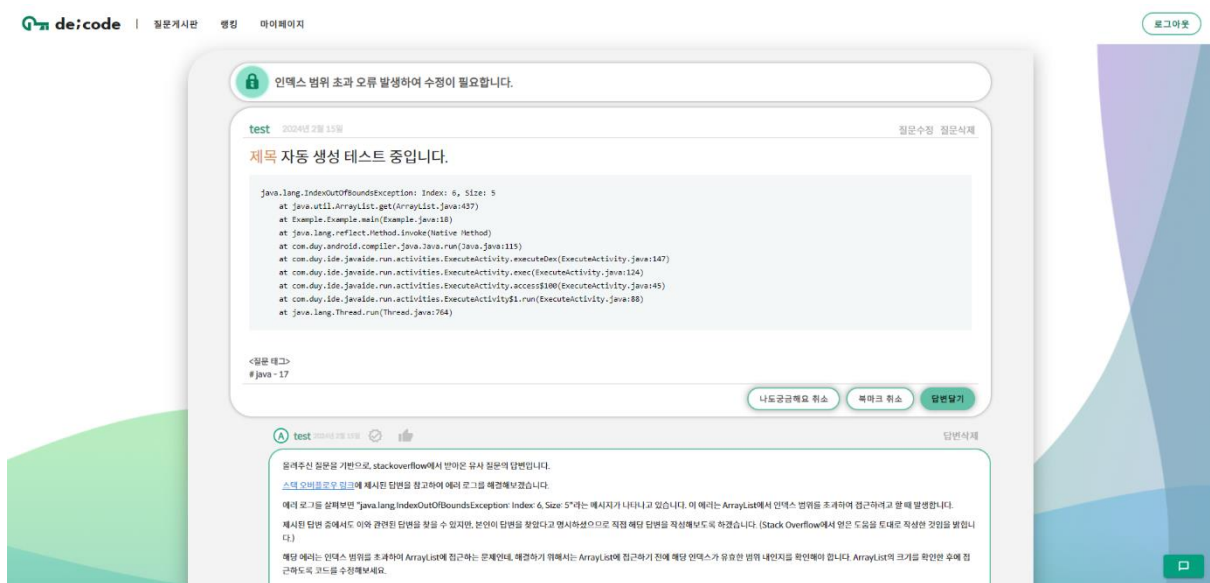 de;code | 질문게시판 랭킹 마이페이지 로그아웃
인덱스 범위 초과 오류 발생하여 수정이 필요합니다.
test 2024년 2월 15일 질문수정 질문삭제
제목 자동 생성 테스트 중입니다.
java.lang.IndexOutOfBoundsException: Index: 6, Size: 5
at java.util.ArrayList.get(ArrayList.java:437)
at Example.Example.main(Example.java:18)
at java.lang.reflect.Method.invoke(Native Method)
at com.duy.android.compiler.java.Java.run(Java.java:115)
at com.duy.ide.javaide.run.activities.ExecuteActivity.executeDex(ExecuteActivity.java:147)
at com.duy.ide.javaide.run.activities.ExecuteActivity.exec(ExecuteActivity.java:124)
at com.duy.ide.javaide.run.activities.ExecuteActivity.access$100(ExecuteActivity.java:45)
at com.duy.ide.javaide.run.activities.ExecuteActivity$1.run(ExecuteActivity.java:88)
at java.lang.Thread.run(Thread.java:764)
<질문 태그>
# java - 17
나도궁금해요 취소 북마크 취소 답변달기
A test 2024년 2월 15일 답변삭제
올려주신 질문을 기반으로, stackoverflow에서 받아온 유사 질문의 답변입니다.
스택 오버플로우 링크에 제시된 답변을 참고하여 에러 로그를 해결해보겠습니다.
에러 로그를 살펴보면 "java.lang.IndexOutOfBoundsException: Index: 6, Size: 5"라는 메시지가 나타나고 있습니다. 이 에러는 ArrayList에서 인덱스 범위를 초과하여 접근하려고 할 때 발생합니다.
제시된 답변 중에서도 이와 관련된 답변을 찾을 수 있지만, 본인이 답변을 찾았다고 명시하셨으므로 직접 해당 답변을 작성해보도록 하겠습니다. (Stack Overflow에서 얻은 도움을 토대로 작성한 것임을 밝힙니
다.)
해당 에러는 인덱스 범위를 초과하여 ArrayList에 접근하는 문제인데, 해결하기 위해서는 ArrayList에 접근하기 전에 해당 인덱스가 유효한 범위 내인지를 확인해야 합니다. ArrayList의 크기를 확인한 후에 접
근하도록 코드를 수정해보세요.